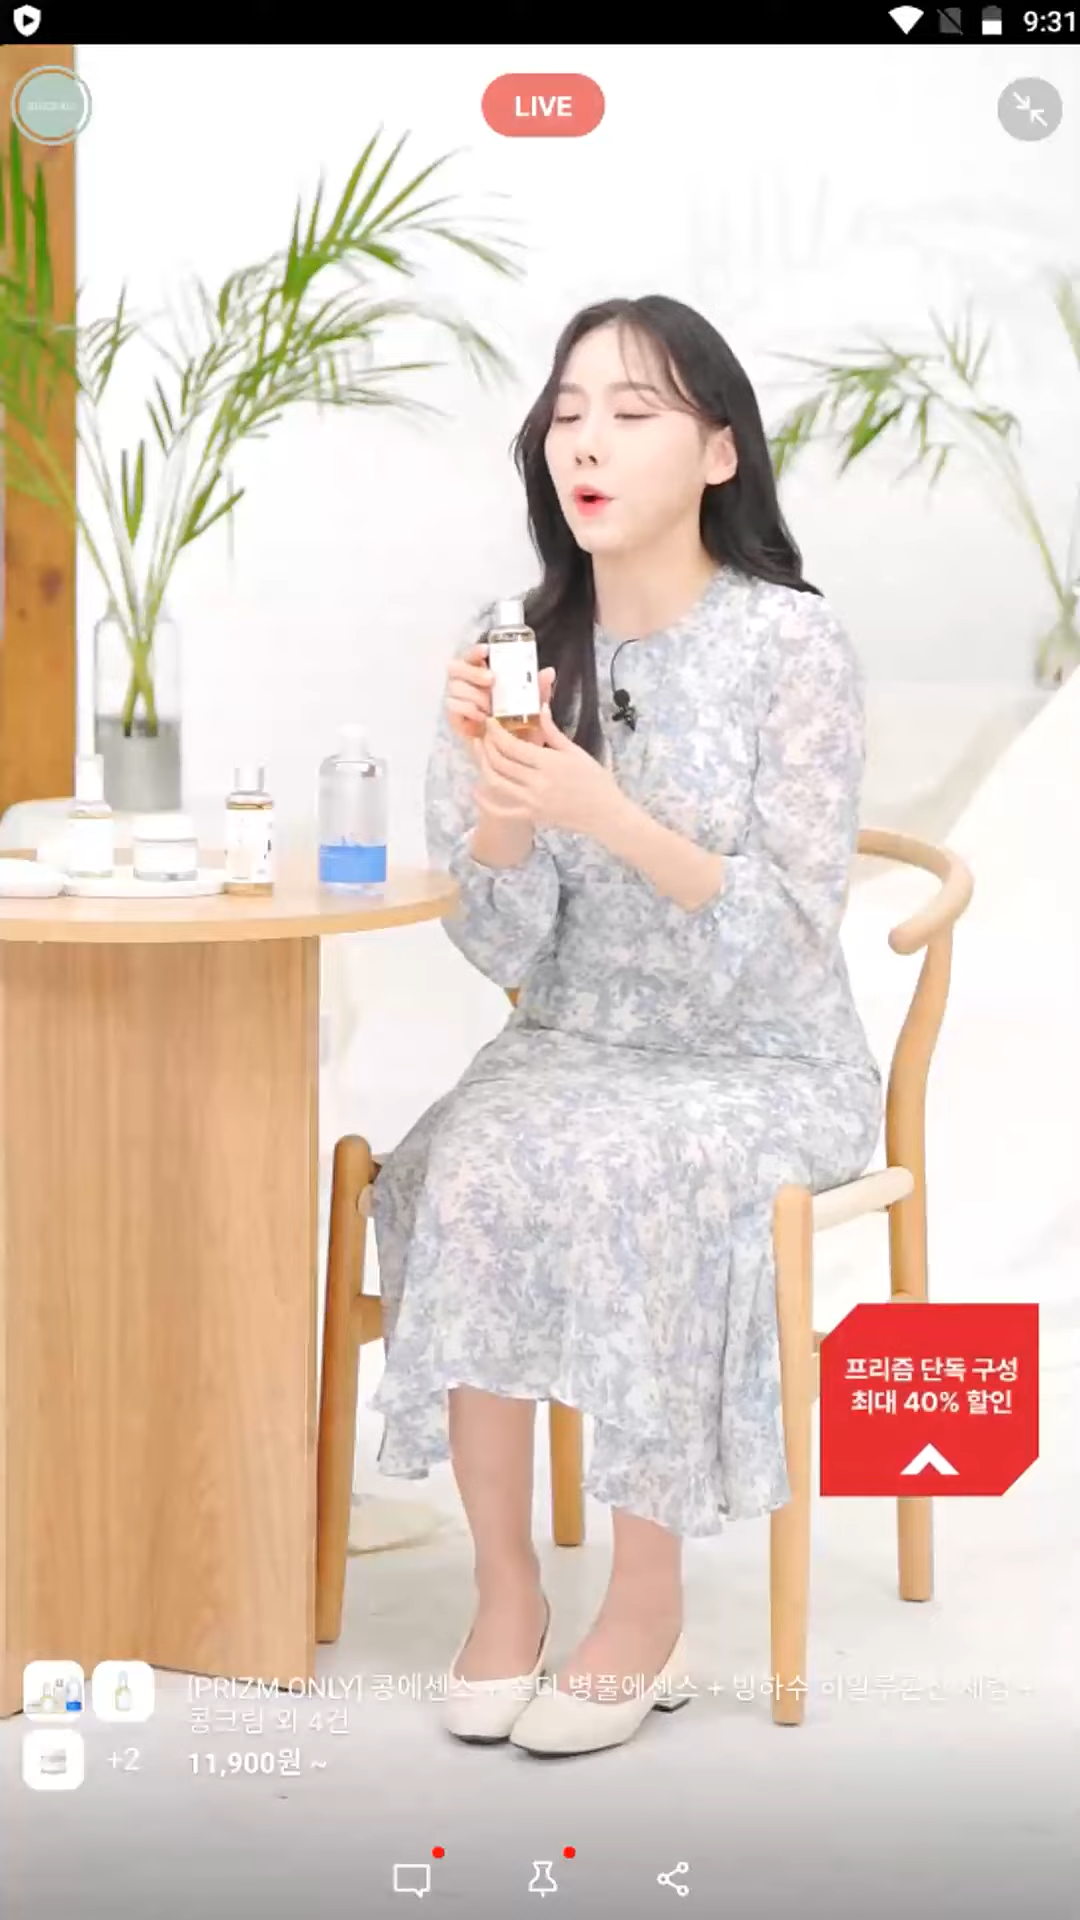 9:31
LIVE
프리즘 단독 구성
최대 40% 할인
[PRIZM ONLY] 콩에센스 + 순디 병풀에센스 + 빙하수 히알루론산 세럼 +
콩크림 외 4건
+2
11,900원 ~